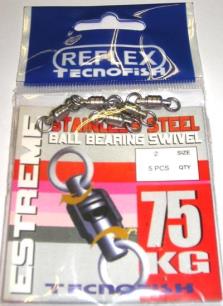 REFLEX
TECNOFISH
STAINLESS STEEL
BALL BEARING SWIVEL
2 SIZE
5 PCS QTY
ESTREME
75
KG
TECNOFISH